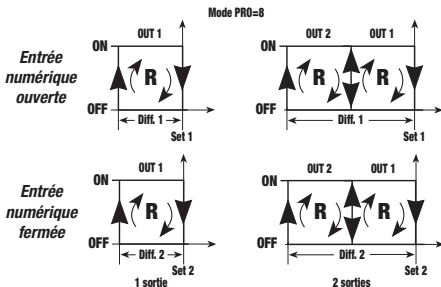 Mode PRO=8
OUT 1
OUT 2 OUT 1
Entrée
numérique
ouverte
ON
R
OFF
Diff. 1
Set 1
ON
R R
OFF
Diff. 1
Set 1
OUT 1
OUT 2 OUT 1
Entrée
numérique
fermée
ON
R
OFF
Diff. 2
Set 2
ON
R R
OFF
Diff. 2
Set 2
1 sortie
2 sorties